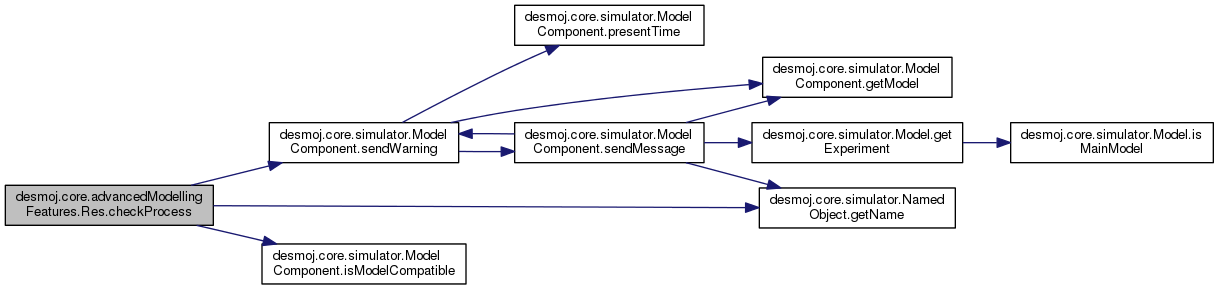 desmoj.core.simulator.Model
Component.presentTime
desmoj.core.simulator.Model
Component.getModel
desmoj.core.simulator.Model
Component.sendWarning
desmoj.core.simulator.Model
Component.sendMessage
desmoj.core.simulator.Model.get
Experiment
desmoj.core.simulator.Model.is
MainModel
desmoj.core.advancedModelling
Features.Res.checkProcess
desmoj.core.simulator.Named
Object.getName
desmoj.core.simulator.Model
Component.isModelCompatible